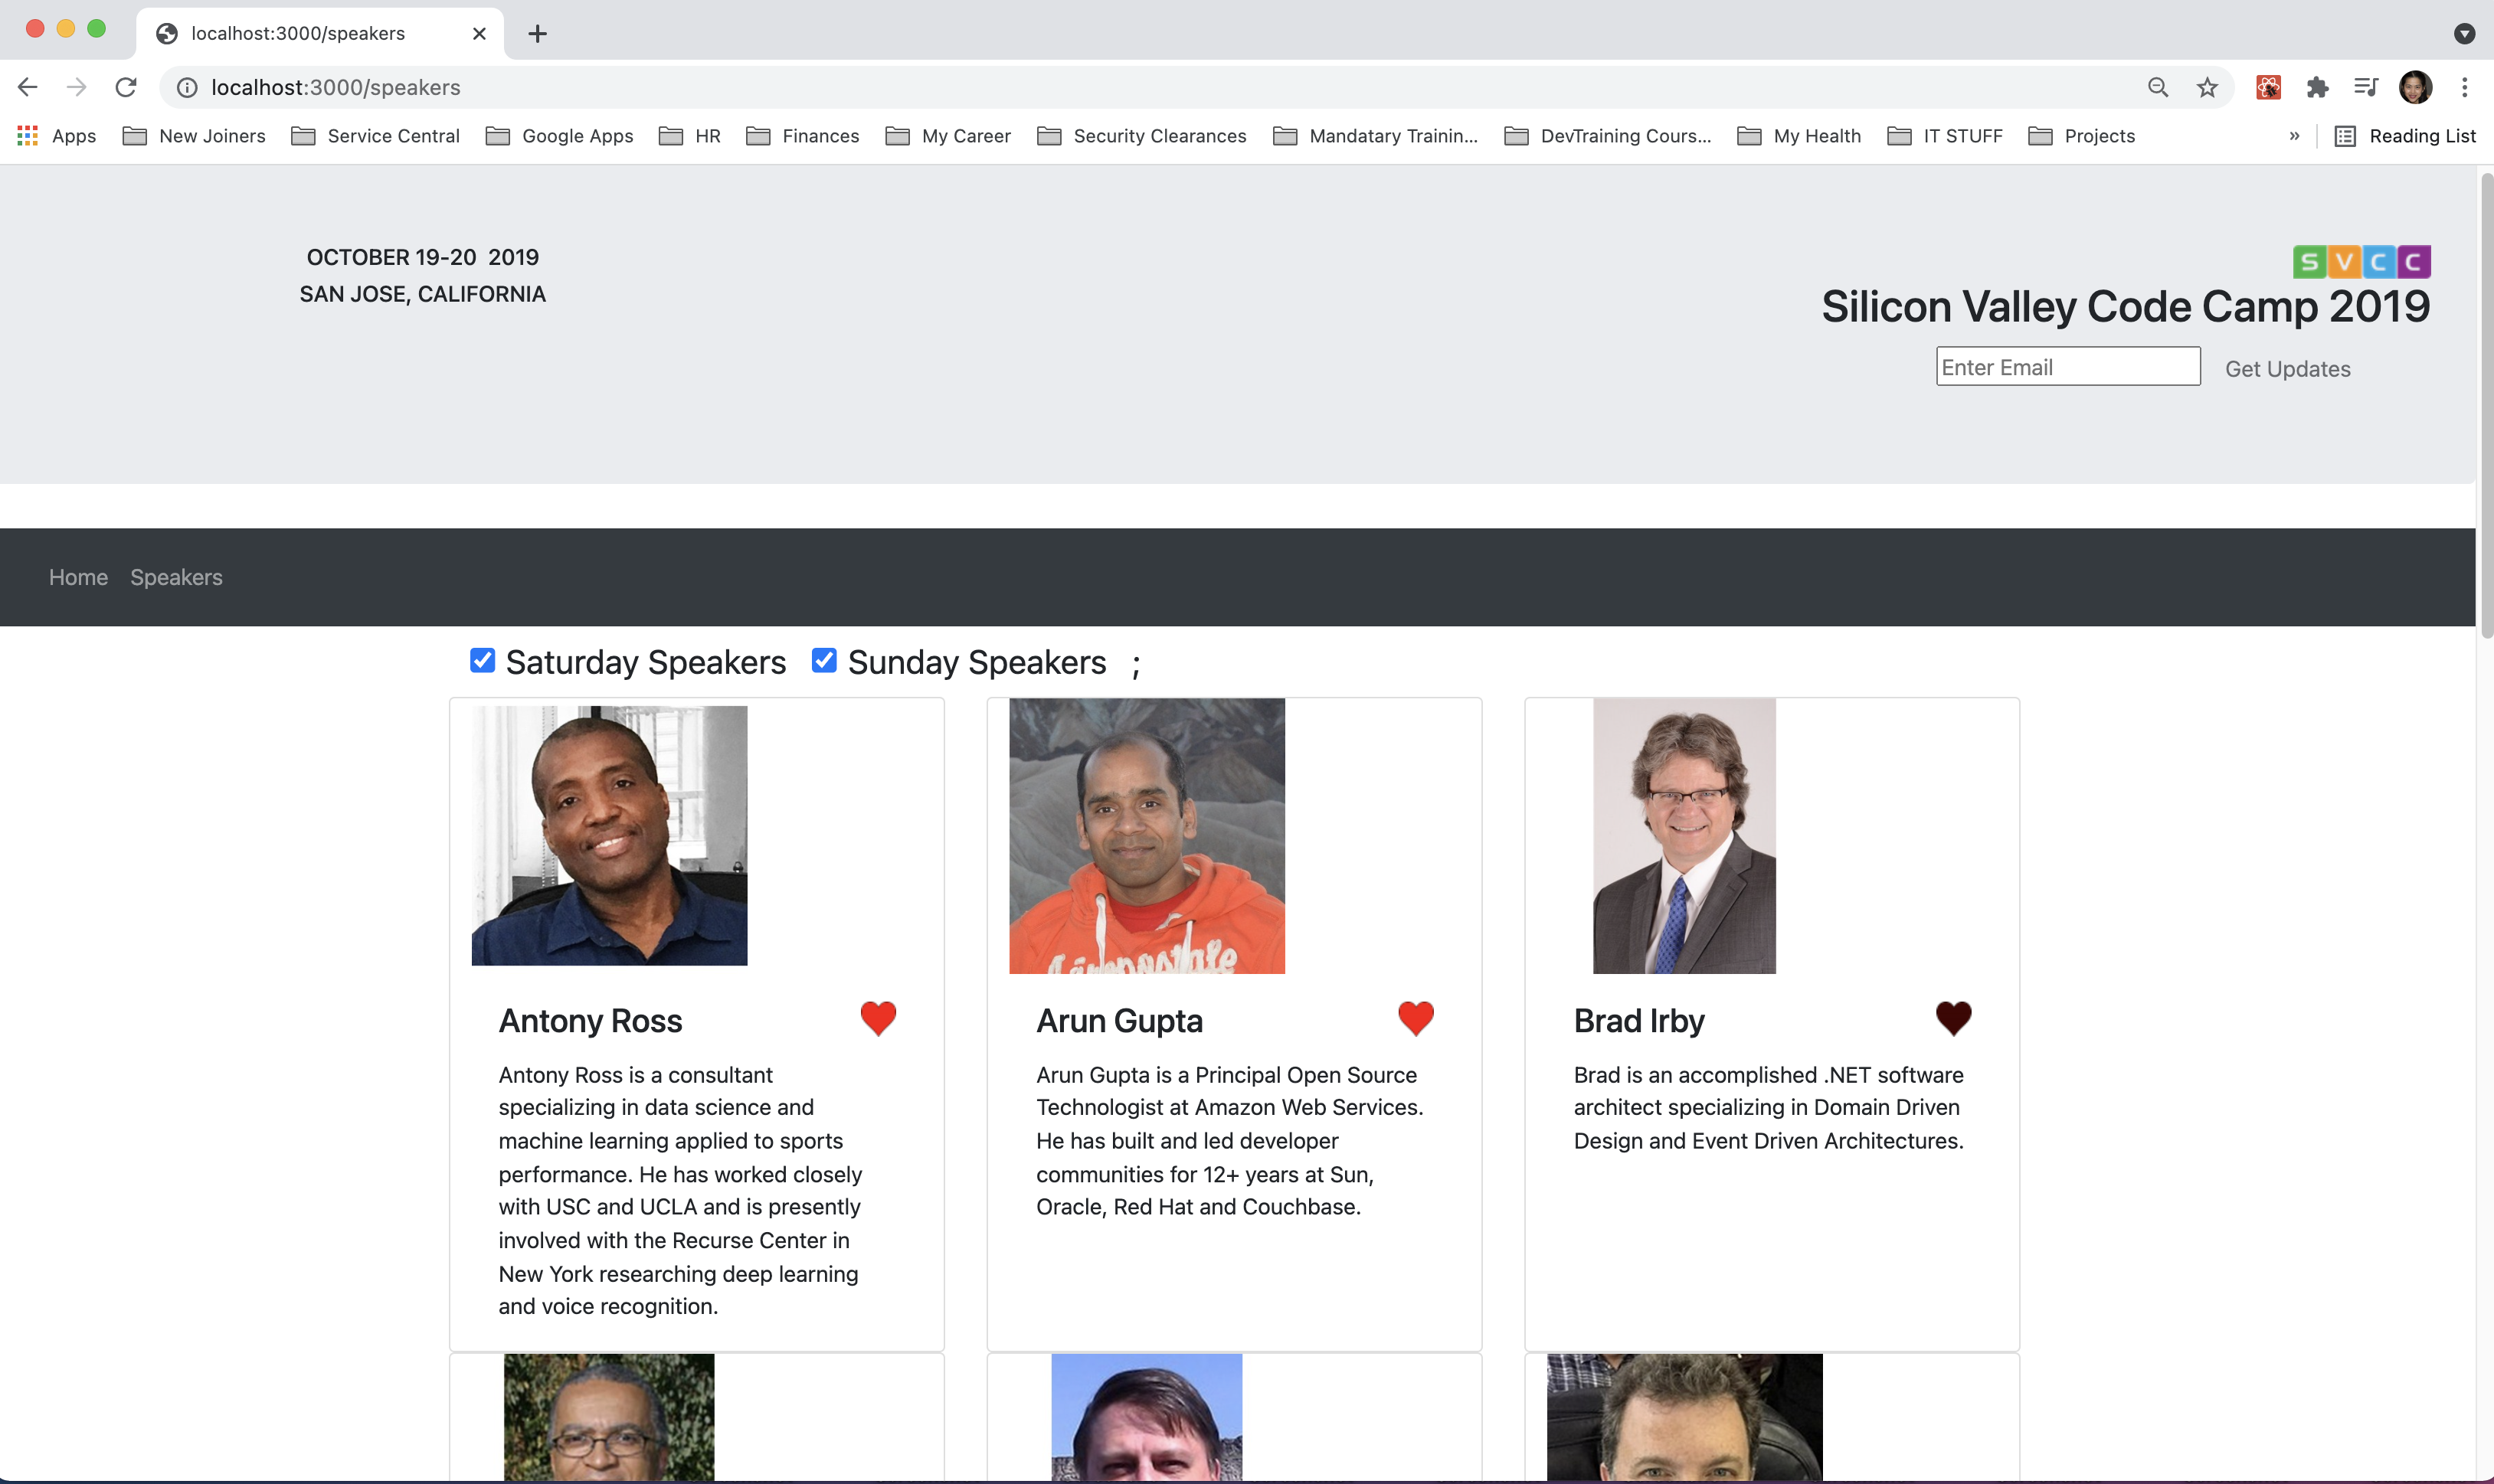 localhost:3000/speakers
localhost:3000/speakers
Apps New Joiners Service Central Google Apps HR Finances My Career Security Clearances Mandatary Trainin... DevTraining Cours... My Health IT STUFF Projects » Reading List
OCTOBER 19-20 2019
SAN JOSE, CALIFORNIA
SVCC
Silicon Valley Code Camp 2019
Enter Email Get Updates
Home Speakers
Saturday Speakers Sunday Speakers ;
Antony Ross
Antony Ross is a consultant
specializing in data science and
machine learning applied to sports
performance. He has worked closely
with USC and UCLA and is presently
involved with the Recurse Center in
New York researching deep learning
and voice recognition.
Arun Gupta
Arun Gupta is a Principal Open Source
Technologist at Amazon Web Services.
He has built and led developer
communities for 12+ years at Sun,
Oracle, Red Hat and Couchbase.
Brad Irby
Brad is an accomplished .NET software
architect specializing in Domain Driven
Design and Event Driven Architectures.